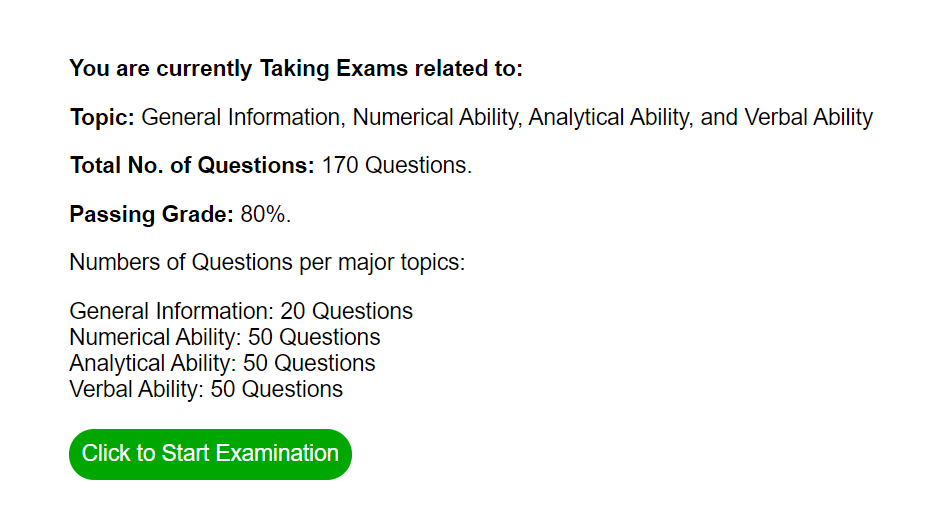 You are currently Taking Exams related to:
Topic: General Information, Numerical Ability, Analytical Ability, and Verbal Ability
Total No. of Questions: 170 Questions.
Passing Grade: 80%.
Numbers of Questions per major topics:
General Information: 20 Questions
Numerical Ability: 50 Questions
Analytical Ability: 50 Questions
Verbal Ability: 50 Questions
Click to Start Examination